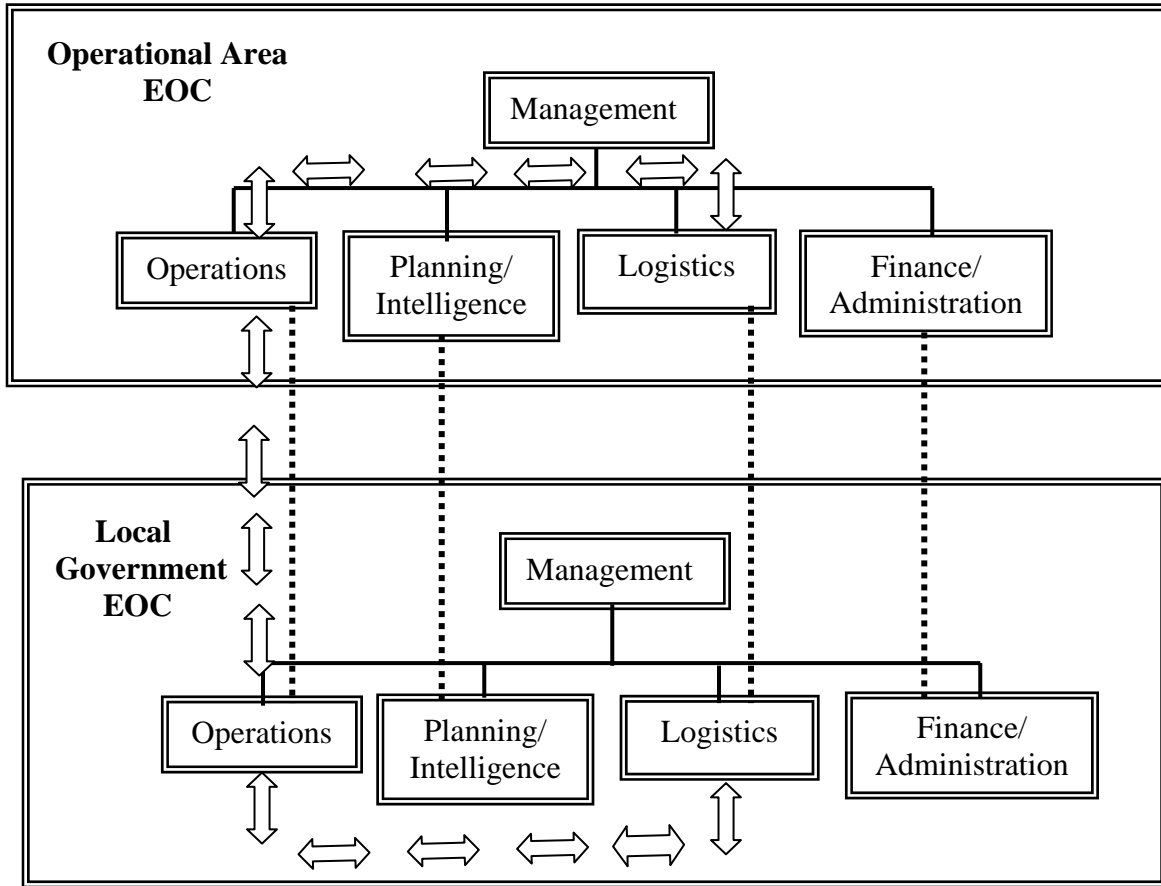 Operational Area
EOC
Management
Operations
Planning/
Intelligence
Logistics
Finance/
Administration
Local
Government
EOC
Management
Operations
Planning/
Intelligence
Logistics
Finance/
Administration